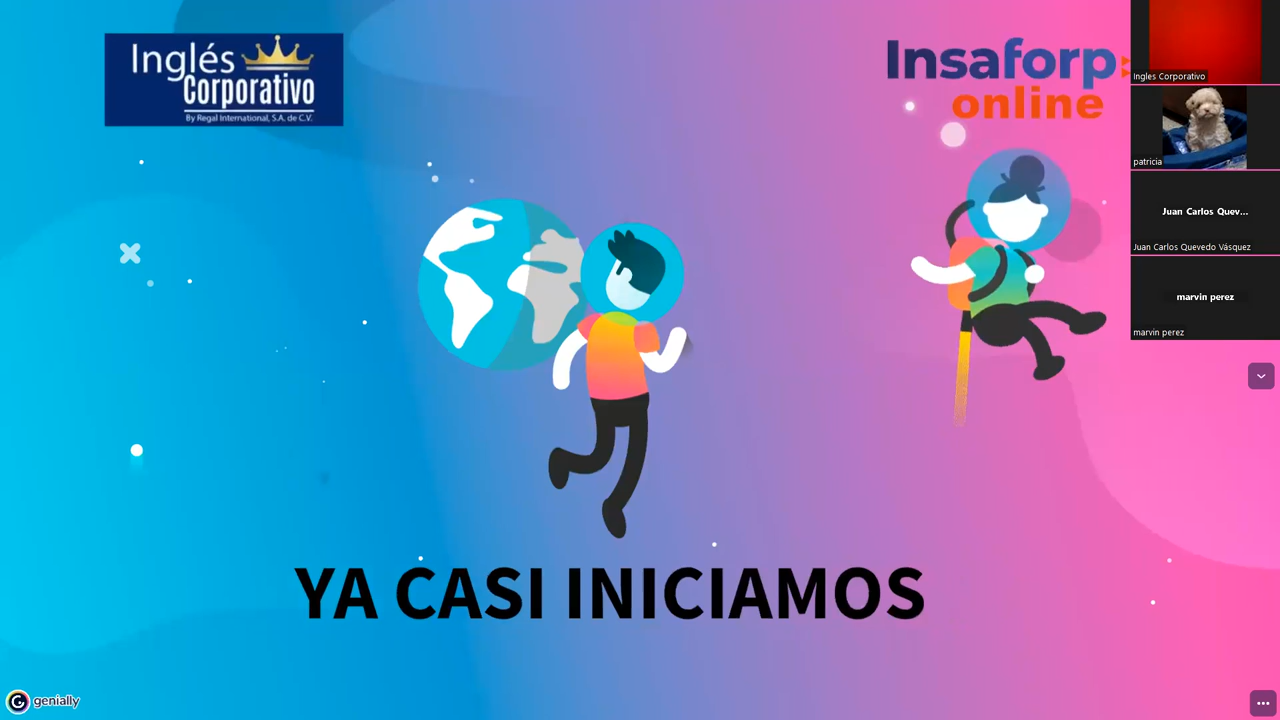 Inglés
Corporativo
By Regal International, S.A. de C.V.
Insaforp
online
YA CASI INICIAMOS
genially
Ingles Corporativo
patricia
Juan Carlos Quev...
Juan Carlos Quevedo Vásquez
marvin perez
marvin perez